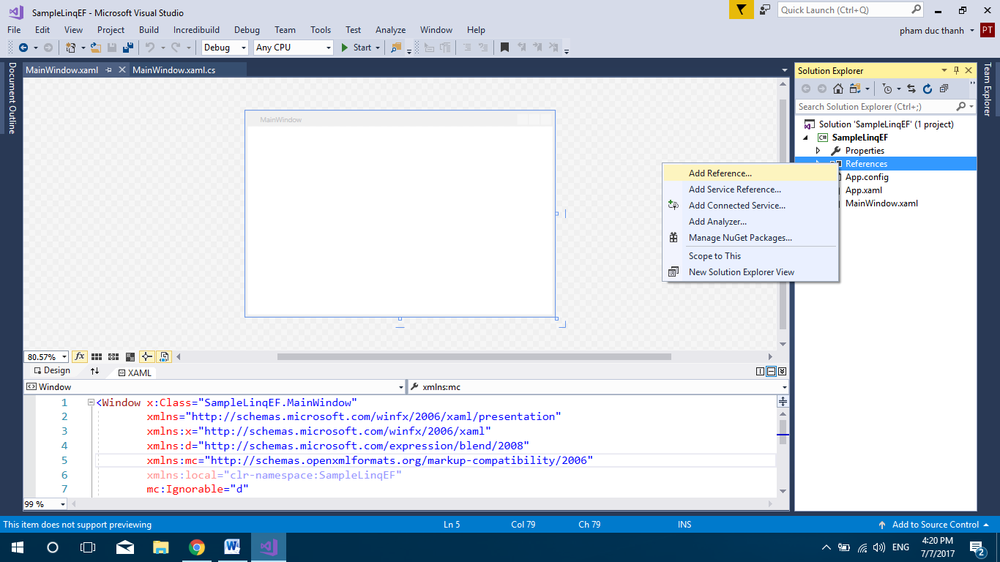 SampleLinqEF - Microsoft Visual Studio
Quick Launch (Ctrl+Q)
File Edit View Project Build Incredibuild Debug Team Tools Test Analyze Window Help
pham duc thanh PT
Debug Any CPU Start
Document Outline
MainWindow.xaml MainWindow.xaml.cs
MainWindow
Solution Explorer
Search Solution Explorer (Ctrl+;)
Solution 'SampleLinqEF' (1 project)
C# SampleLinqEF
Properties
References
App.config
App.xaml
MainWindow.xaml
Team Explorer
Add Reference...
Add Service Reference...
Add Connected Service...
Add Analyzer...
Manage NuGet Packages...
Scope to This
New Solution Explorer View
80.57% fx
Design XAML
Window xmlns:mc
1 <Window x:Class="SampleLinqEF.MainWindow"
2 xmlns="http://schemas.microsoft.com/winfx/2006/xaml/presentation"
3 xmlns:x="http://schemas.microsoft.com/winfx/2006/xaml"
4 xmlns:d="http://schemas.microsoft.com/expression/blend/2008"
5 xmlns:mc="http://schemas.openxmlformats.org/markup-compatibility/2006"
6 xmlns:local="clr-namespace:SampleLinqEF"
7 mc:Ignorable="d"
99 %
This item does not support previewing Ln 5 Col 79 Ch 79 INS Add to Source Control
ENG
4:20 PM
7/7/2017
2